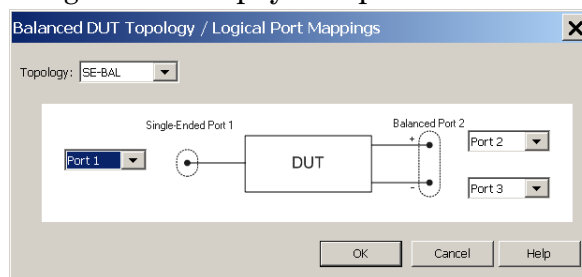 Balanced DUT Topology / Logical Port Mappings
Topology: SE-BAL
Single-Ended Port 1
Balanced Port 2
Port 1
DUT
+
Port 2
-
Port 3
OK
Cancel
Help